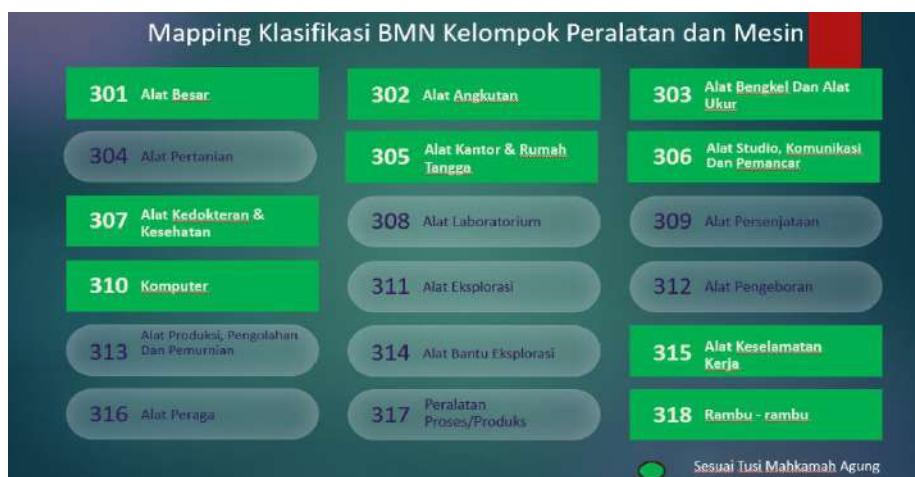 Mapping Klasifikasi BMN Kelompok Peralatan dan Mesin
301 Alat Besar
302 Alat Angkutan
303 Alat Bengkel Dan Alat
Ukur
304 Alat Pertanian
305 Alat Kantor & Rumah
Tangga
306 Alat Studio, Komunikasi
Dan Pemancar
307 Alat Kedokteran &
Kesehatan
308 Alat Laboratorium
309 Alat Persenjataan
310 Komputer
311 Alat Eksplorasi
312 Alat Pengeboran
313 Alat Produksi, Pengolahan
Dan Pemurnian
314 Alat Bantu Eksplorasi
315 Alat Keselamatan
Kerja
316 Alat Peraga
317 Peralatan
Proses/Produks
318 Rambu - rambu
Sesuai Tusi Mahkamah Agung